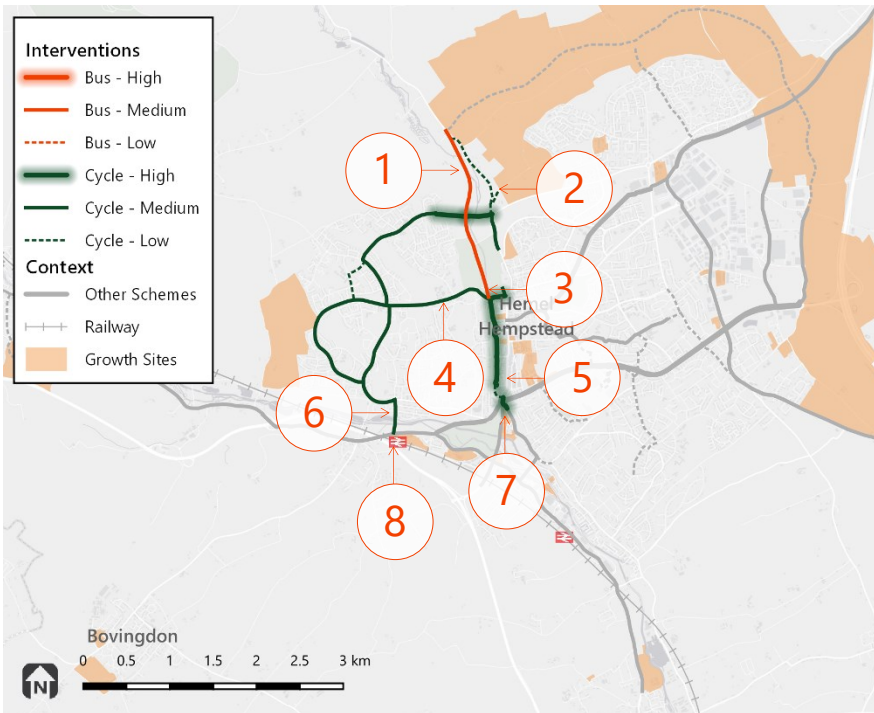 Interventions
Bus - High
Bus - Medium
Bus - Low
Cycle - High
Cycle - Medium
Cycle - Low
Context
Other Schemes
Railway
Growth Sites
1
2
3
Hemel
Hempstead
4
5
6
7
8
Bovingdon
0 0.5 1 1.5 2 2.5 3 km
N